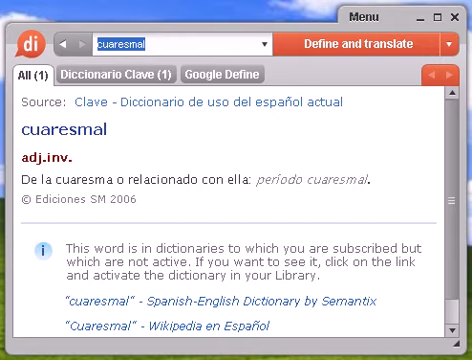 Menu
di
cuaresmal
Define and translate
All (1)
Diccionario Clave (1)
Google Define
Source: Clave - Diccionario de uso del español actual
cuaresmal
adj.inv.
De la cuaresma o relacionado con ella: período cuaresmal.
© Ediciones SM 2006
i
This word is in dictionaries to which you are subscribed but
which are not active. If you want to see it, click on the link
and activate the dictionary in your Library.
"cuaresmal" - Spanish-English Dictionary by Semantix
"Cuaresmal" - Wikipedia en Español